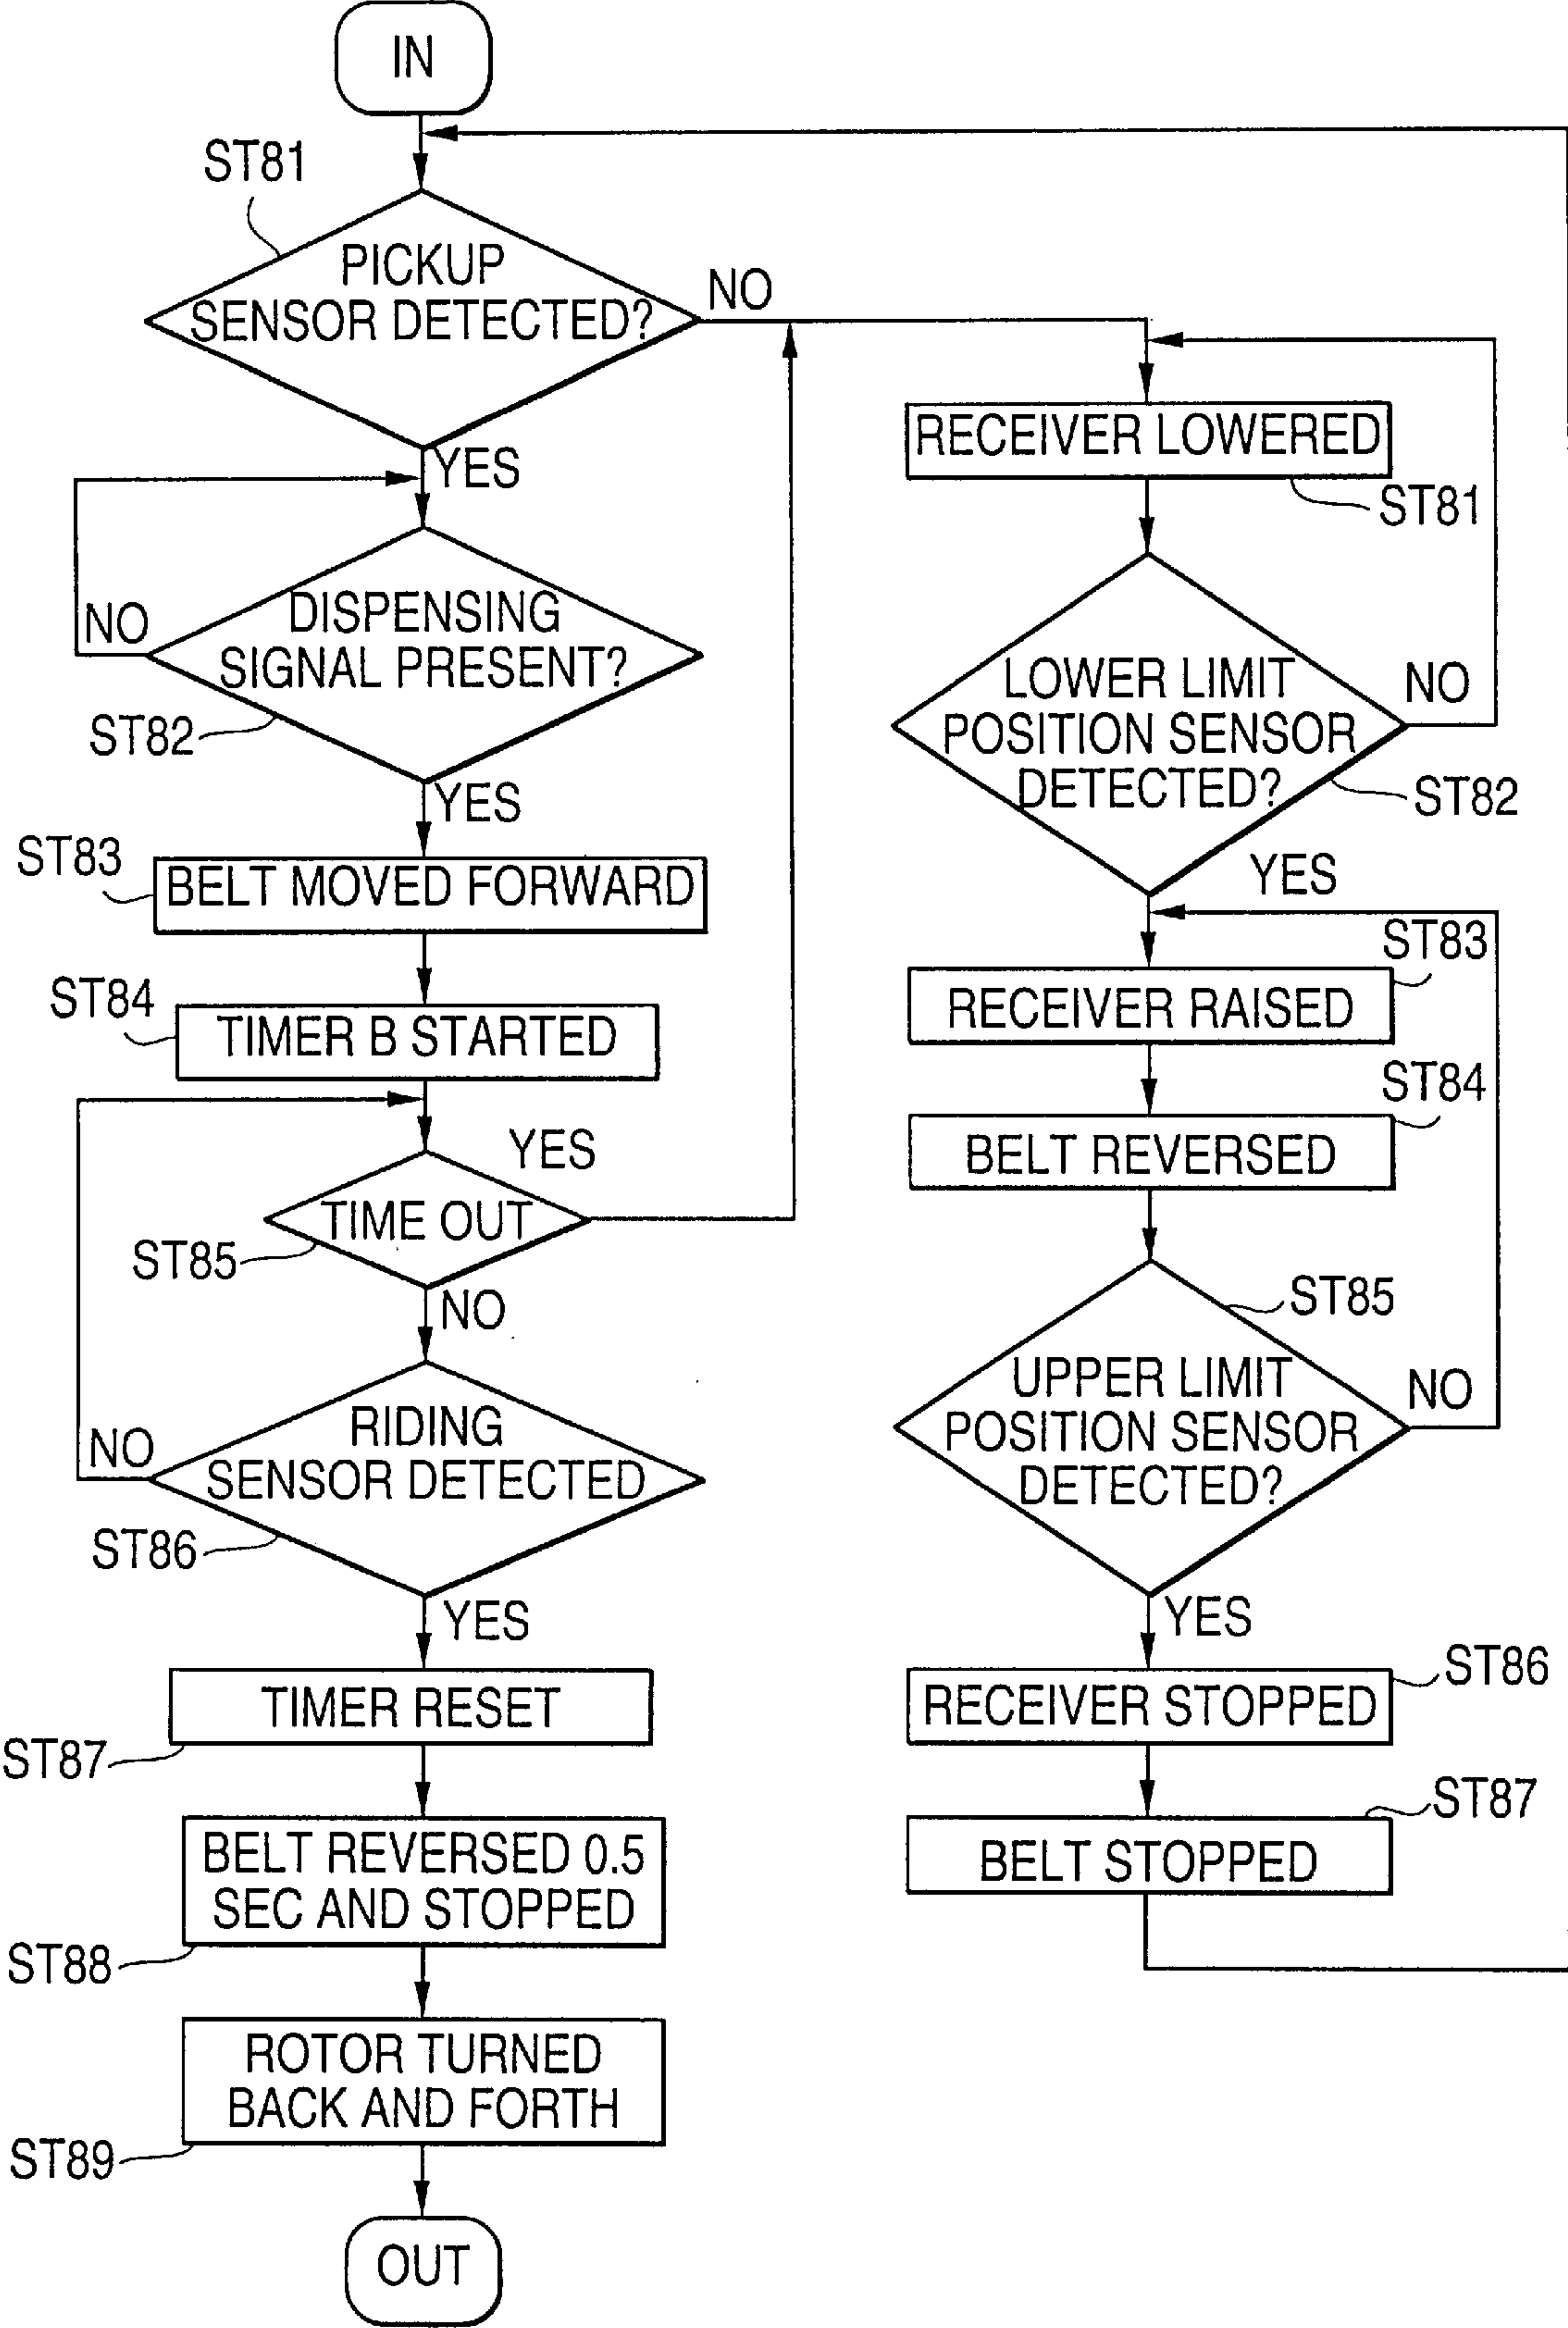 IN
ST81
PICKUP
SENSOR DETECTED?
NO
YES
DISPENSING
SIGNAL PRESENT?
NO
ST82
YES
ST83
BELT MOVED FORWARD
ST84
TIMER B STARTED
YES
TIME OUT
ST85
NO
RIDING
SENSOR DETECTED
NO
ST86
YES
TIMER RESET
ST87
BELT REVERSED 0.5
SEC AND STOPPED
ST88
ROTOR TURNED
BACK AND FORTH
ST89
OUT
RECEIVER LOWERED
ST81
LOWER LIMIT
POSITION SENSOR
DETECTED?
NO
ST82
YES
ST83
RECEIVER RAISED
ST84
BELT REVERSED
ST85
UPPER LIMIT
POSITION SENSOR
DETECTED?
NO
YES
ST86
RECEIVER STOPPED
ST87
BELT STOPPED